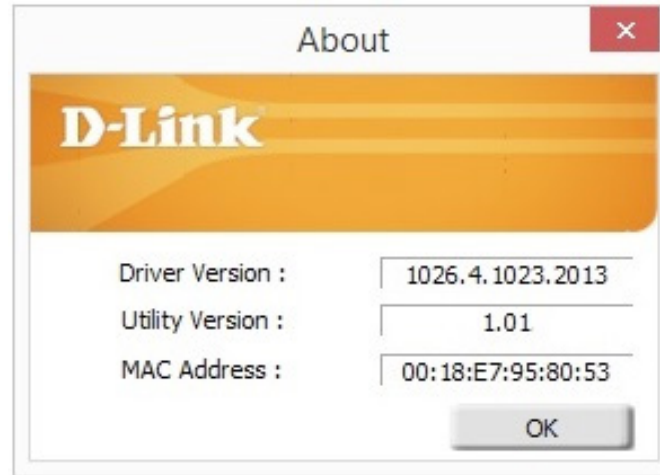 About
D-Link
Driver Version : 1026.4.1023.2013
Utility Version : 1.01
MAC Address : 00:18:E7:95:80:53
OK